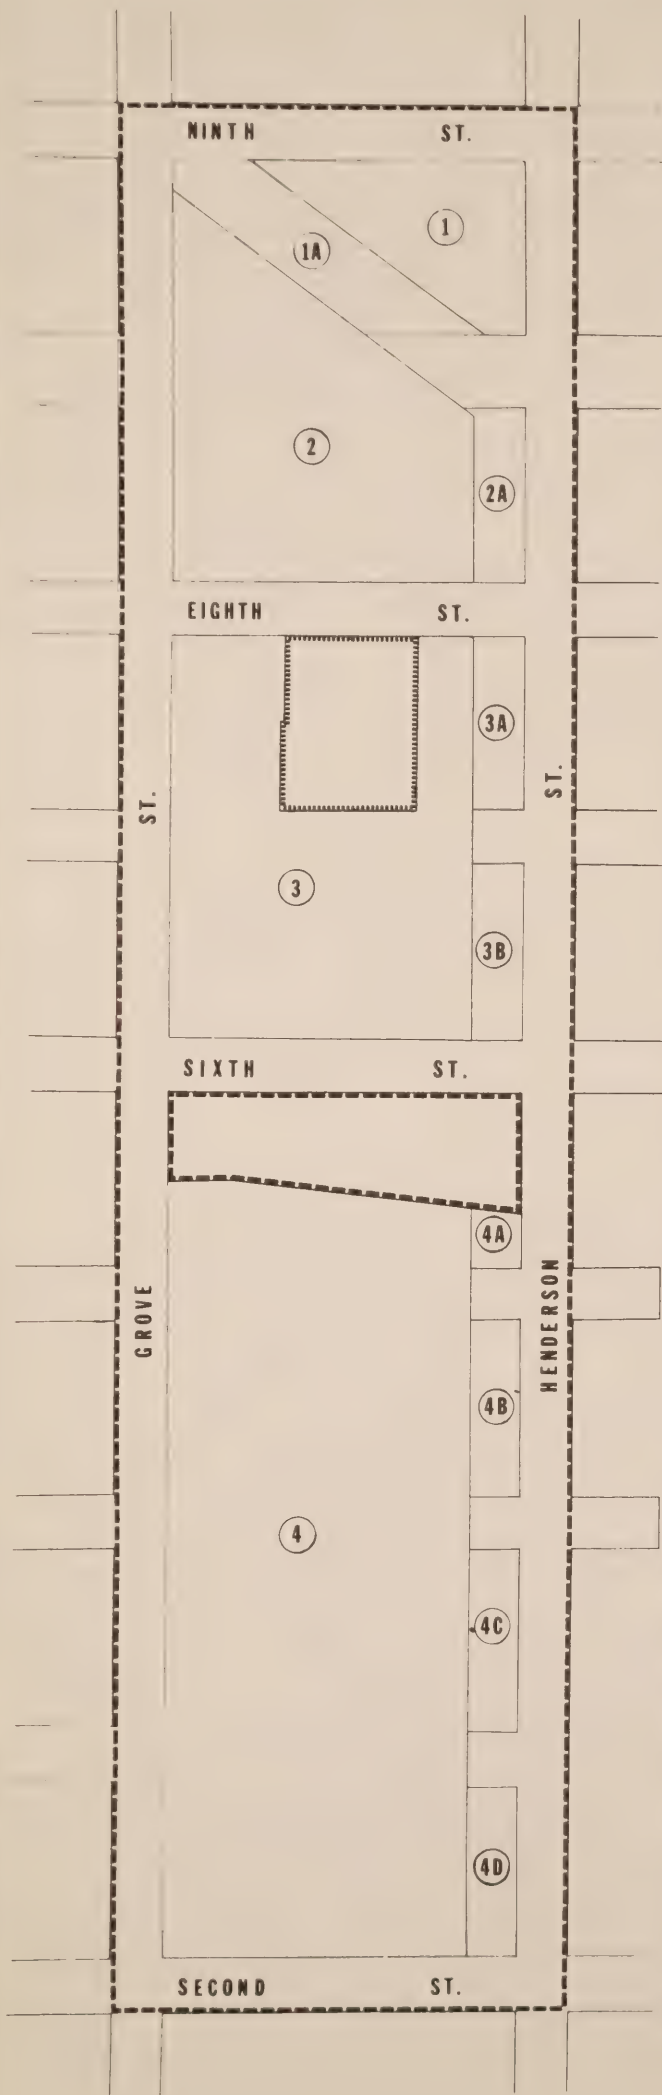 NINTH ST.
1
1A
2
2A
EIGHTH ST.
3A
ST.
ST.
3
3B
SIXTH ST.
4A
GROVE
HENDERSON
4B
4
4C
4D
SECOND ST.